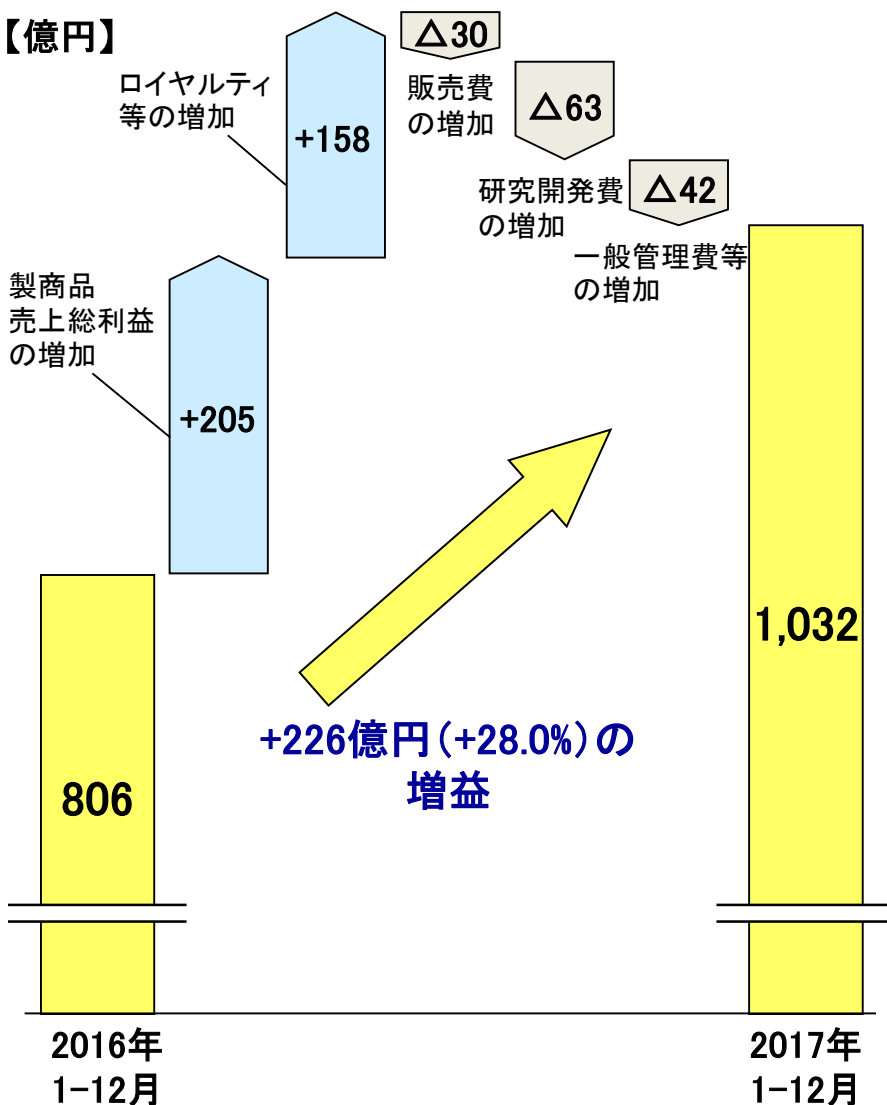 【億円】
ロイヤルティ
等の増加
+158
△30
販売費
の増加
△63
研究開発費
の増加
△42
一般管理費等
の増加
製商品
売上総利益
の増加
+205
806
1,032
+226億円(+28.0%)の
増益
2016年
1-12月
2017年
1-12月